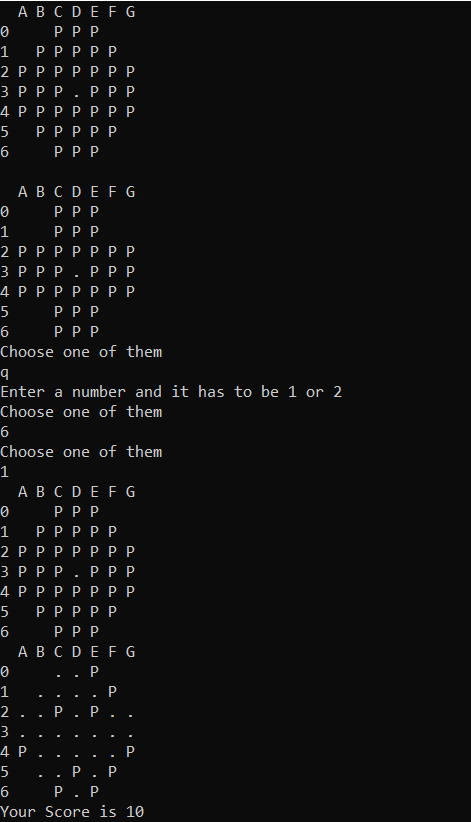 A B C D E F G
0     P P P
1   P P P P P
2 P P P P P P P
3 P P P . P P P
4 P P P P P P P
5   P P P P P
6     P P P

  A B C D E F G
0     P P P
1     P P P
2 P P P P P P P
3 P P P . P P P
4 P P P P P P P
5     P P P
6     P P P
Choose one of them
q
Enter a number and it has to be 1 or 2
Choose one of them
6
Choose one of them
1
  A B C D E F G
0     P P P
1   P P P P P
2 P P P P P P P
3 P P P . P P P
4 P P P P P P P
5   P P P P P
6     P P P
  A B C D E F G
0     . . P
1   . . . . P
2 . . P . P . .
3 . . . . . . .
4 P . . . . . P
5   . . P . P
6     P . P
Your Score is 10